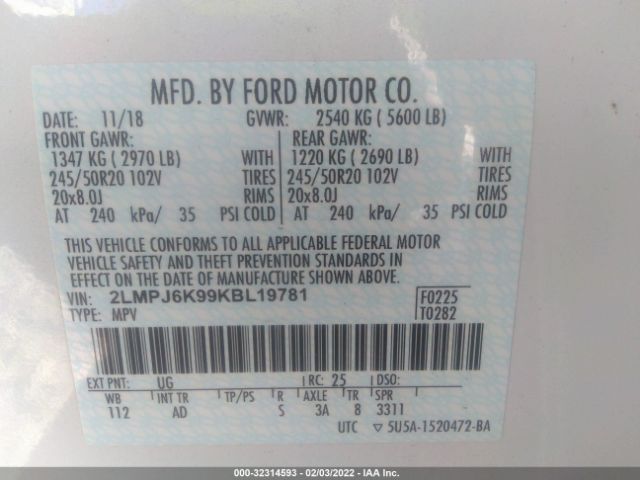 MFD. BY FORD MOTOR CO.
DATE: 11/18 GVWR: 2540 KG ( 5600 LB)
FRONT GAWR: REAR GAWR:
1347 KG ( 2970 LB) WITH 1220 KG ( 2690 LB) WITH
245/50R20 102V TIRES 245/50R20 102V TIRES
20x8.0J RIMS 20x8.0J RIMS
AT 240 kPa/ 35 PSI COLD AT 240 kPa/ 35 PSI COLD
THIS VEHICLE CONFORMS TO ALL APPLICABLE FEDERAL MOTOR
VEHICLE SAFETY AND THEFT PREVENTION STANDARDS IN
EFFECT ON THE DATE OF MANUFACTURE SHOWN ABOVE.
VIN: 2LMPJ6K99KBL19781 F0225
TYPE: MPV T0282
EXT PNT: UG RC: 25 DSO:
WB INT TR TP/PS R AXLE TR SPR
112 AD S 3A 8 3311
UTC ▽ 5U5A-1520472-BA
000-32314593 - 02/03/2022 - IAA Inc.